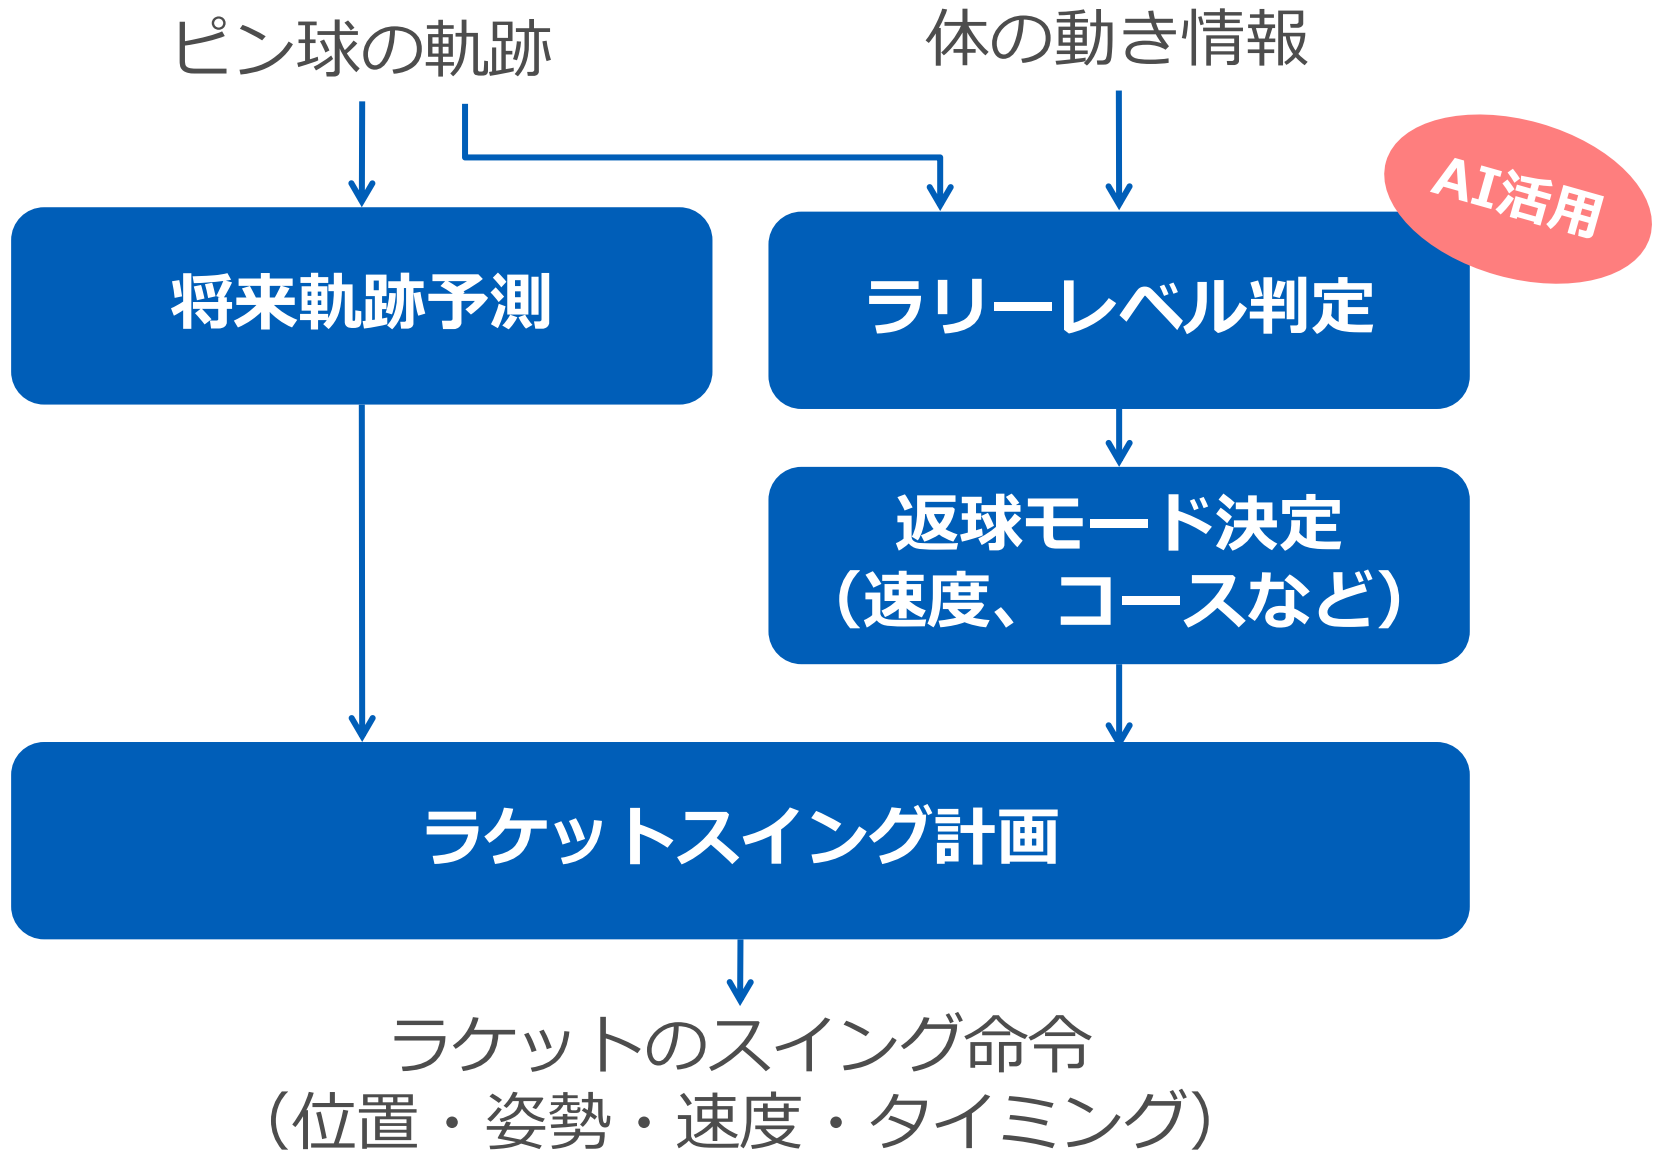 ピン球の軌跡
体の動き情報
AI活用
将来軌跡予測
ラリーレベル判定
返球モード決定
（速度、コースなど）
ラケットスイング計画
ラケットのスイング命令
（位置・姿勢・速度・タイミング）